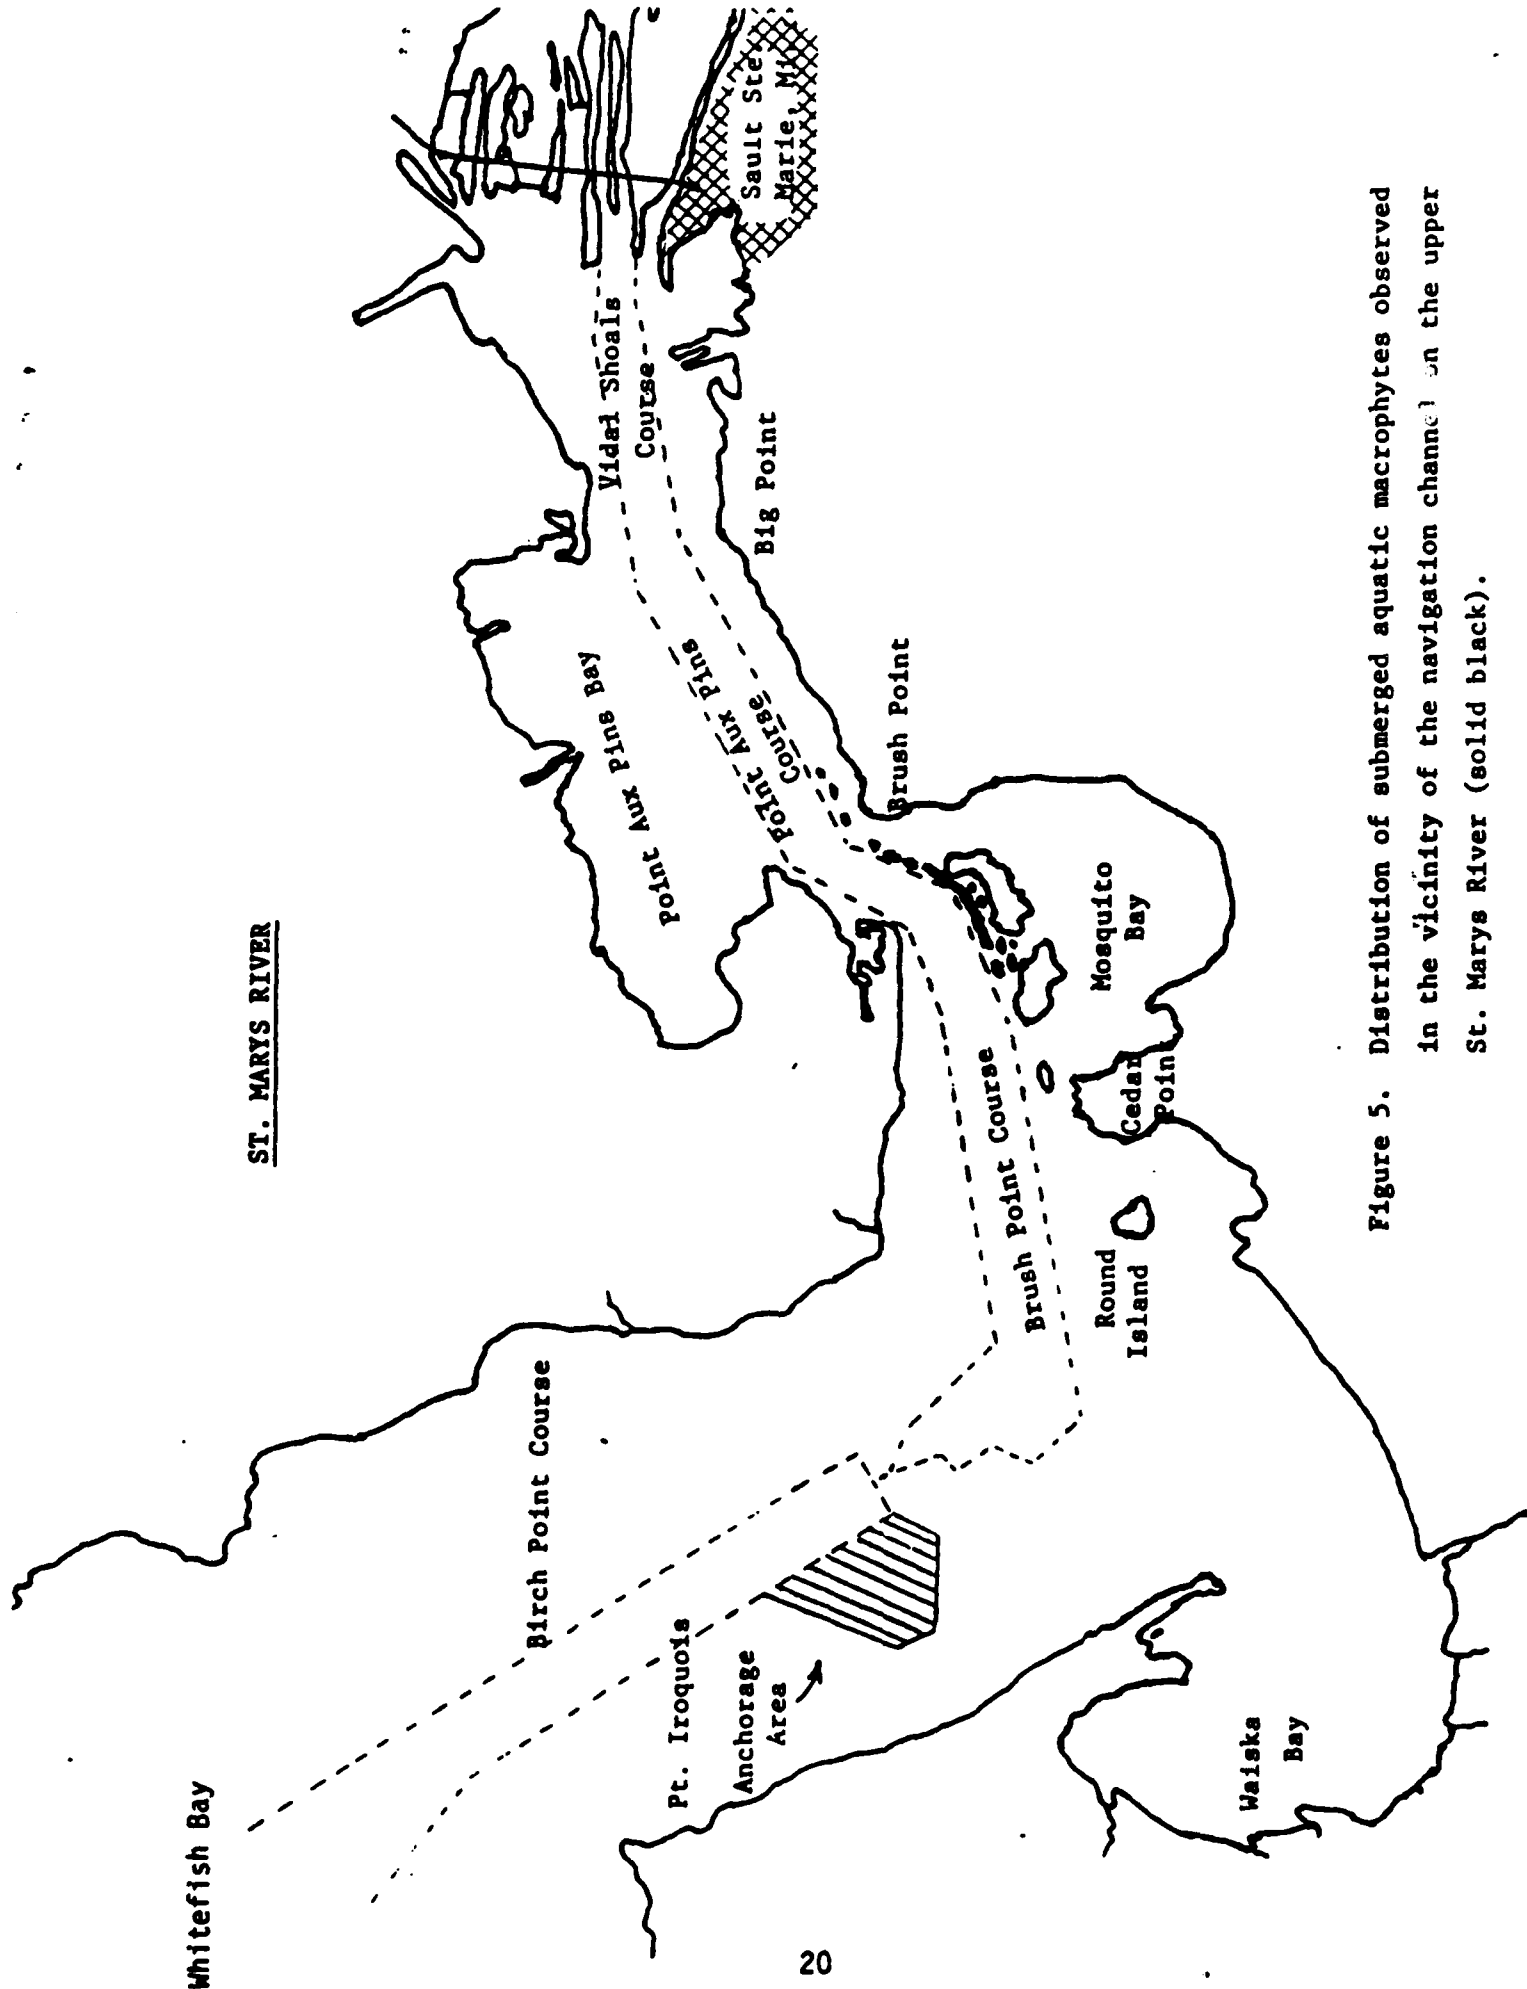 ST. MARYS RIVER
Whitefish Bay
Birch Point Course
Pt. Iroquois
Anchorage
Area
Waiska
Bay
Round
Island
Brush Point Course
Cedar
Point
Mosquito
Bay
Brush Point
Point Aux Pins Bay
Point Aux Pins
Course
Big Point
Vidal Shoals
Course
Sault Ste.
Marie, Mi
Figure 5. Distribution of submerged aquatic macrophytes observed
in the vicinity of the navigation channel on the upper
St. Marys River (solid black).
20